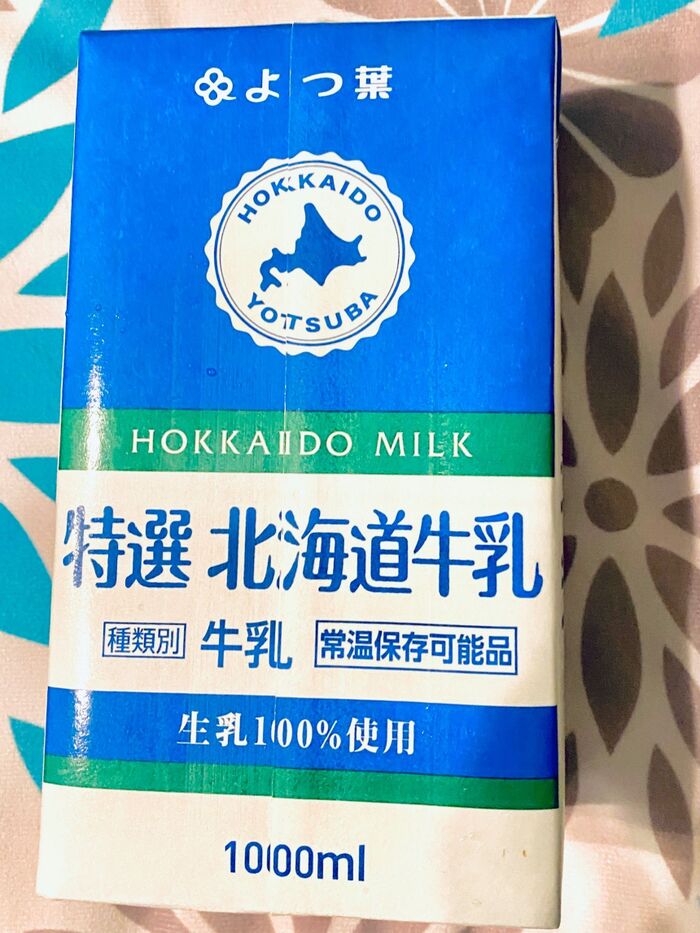 よつ葉
HOKKAIDO
YOTSUBA
HOKKAIDO MILK
特選 北海道牛乳
種類別 牛乳 常温保存可能品
生乳100%使用
1000ml